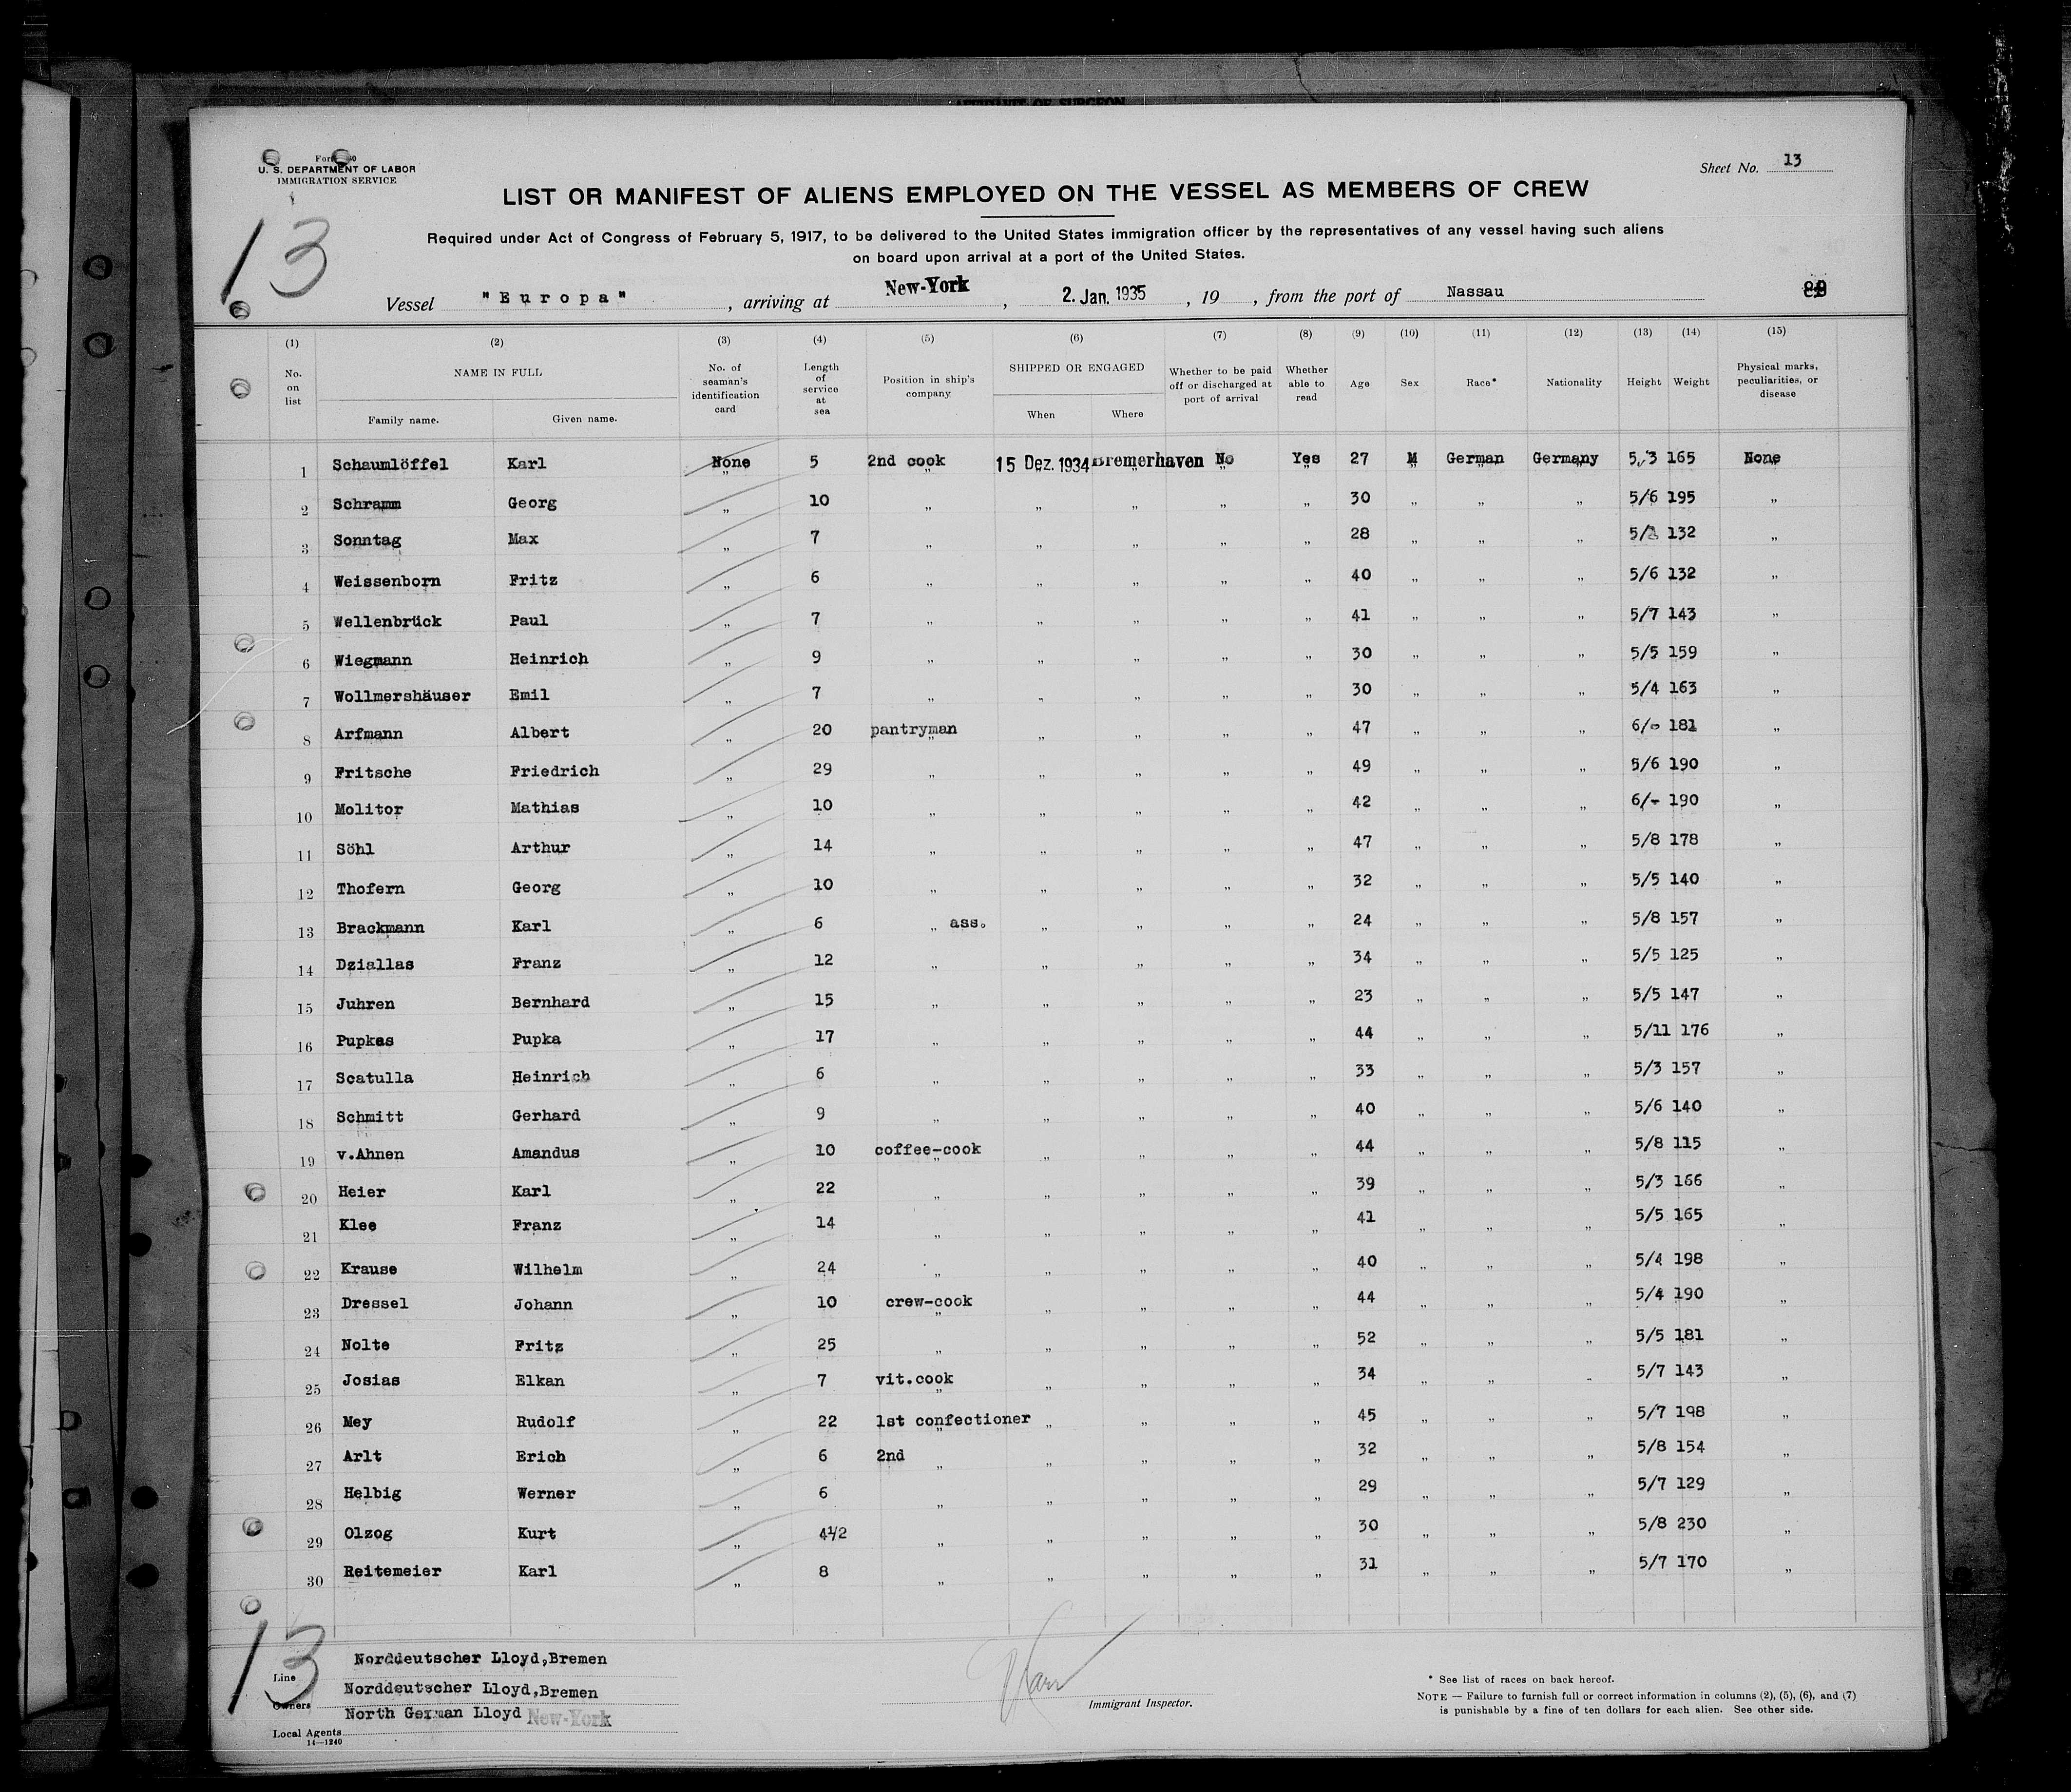 Form
U. S. DEPARTMENT OF LABOR
IMMIGRATION SERVICE
Sheet No. 13
13
LIST OR MANIFEST OF ALIENS EMPLOYED ON THE VESSEL AS MEMBERS OF CREW
Required under Act of Congress of February 5, 1917, to be delivered to the United States immigration officer by the representatives of any vessel having such aliens
on board upon arrival at a port of the United States.
Vessel "Europa", arriving at New-York, 2. Jan. 1935, 19 , from the port of Nassau
(1) (2) (3) (4) (5) (6) (7) (8) (9) (10) (11) (12) (13) (14) (15)
No. on list NAME IN FULL Family name. Given name. No. of seaman's identification card Length of service at sea Position in ship's company SHIPPED OR ENGAGED When Where Whether to be paid off or discharged at port of arrival Whether able to read Age Sex Race* Nationality Height Weight Physical marks, peculiarities, or disease
1 Schaumlöffel Karl None 5 2nd cook 15 Dez. 1934 Bremerhaven No Yes 27 M German Germany 5/3 165 None
2 Schramm Georg " 10 " " " " " 30 " " " 5/6 195 "
3 Sonntag Max " 7 " " " " " 28 " " " 5/ 132 "
4 Weissenborn Fritz " 6 " " " " " 40 " " " 5/6 132 "
5 Wellenbrück Paul " 7 " " " " " 41 " " " 5/7 143 "
6 Wiegmann Heinrich " 9 " " " " " 30 " " " 5/5 159 "
7 Wollmershäuser Emil " 7 " " " " " 30 " " " 5/4 163 "
8 Arfmann Albert " 20 pantryman " " " " 47 " " " 6/- 181 "
9 Fritsche Friedrich " 29 " " " " " 49 " " " 5/6 190 "
10 Molitor Mathias " 10 " " " " " 42 " " " 6/- 190 "
11 Söhl Arthur " 14 " " " " " 47 " " " 5/8 178 "
12 Thofern Georg " 10 " " " " " 32 " " " 5/5 140 "
13 Brackmann Karl " 6 " ass. " " " " 24 " " " 5/8 157 "
14 Dziallas Franz " 12 " " " " " 34 " " " 5/5 125 "
15 Juhren Bernhard " 15 " " " " " 23 " " " 5/5 147 "
16 Pupkas Pupka " 17 " " " " " 44 " " " 5/11 176 "
17 Scatulla Heinrich " 6 " " " " " 33 " " " 5/3 157 "
18 Schmitt Gerhard " 9 " " " " " 40 " " " 5/6 140 "
19 v.Ahnen Amandus " 10 coffee-cook " " " " 44 " " " 5/8 115 "
20 Heier Karl " 22 " " " " " 39 " " " 5/3 166 "
21 Klee Franz " 14 " " " " " 41 " " " 5/5 165 "
22 Krause Wilhelm " 24 " " " " " 40 " " " 5/4 198 "
23 Dressel Johann " 10 crew-cook " " " " 44 " " " 5/4 190 "
24 Nolte Fritz " 25 " " " " " 52 " " " 5/5 181 "
25 Josias Elkan " 7 vit.cook " " " " 34 " " " 5/7 143 "
26 Mey Rudolf " 22 1st confectioner " " " " 45 " " " 5/7 198 "
27 Arlt Erich " 6 2nd " " " " " 32 " " " 5/8 154 "
28 Helbig Werner " 6 " " " " " 29 " " " 5/7 129 "
29 Olzog Kurt " 4½ " " " " " 30 " " " 5/8 230 "
30 Reitemeier Karl " 8 " " " " " 31 " " " 5/7 170 "
13
Line Norddeutscher Lloyd,Bremen
Owners Norddeutscher Lloyd,Bremen
Local Agents North German Lloyd New-York
14—1240
Immigrant Inspector.
* See list of races on back hereof.
NOTE — Failure to furnish full or correct information in columns (2), (5), (6), and (7)
is punishable by a fine of ten dollars for each alien. See other side.